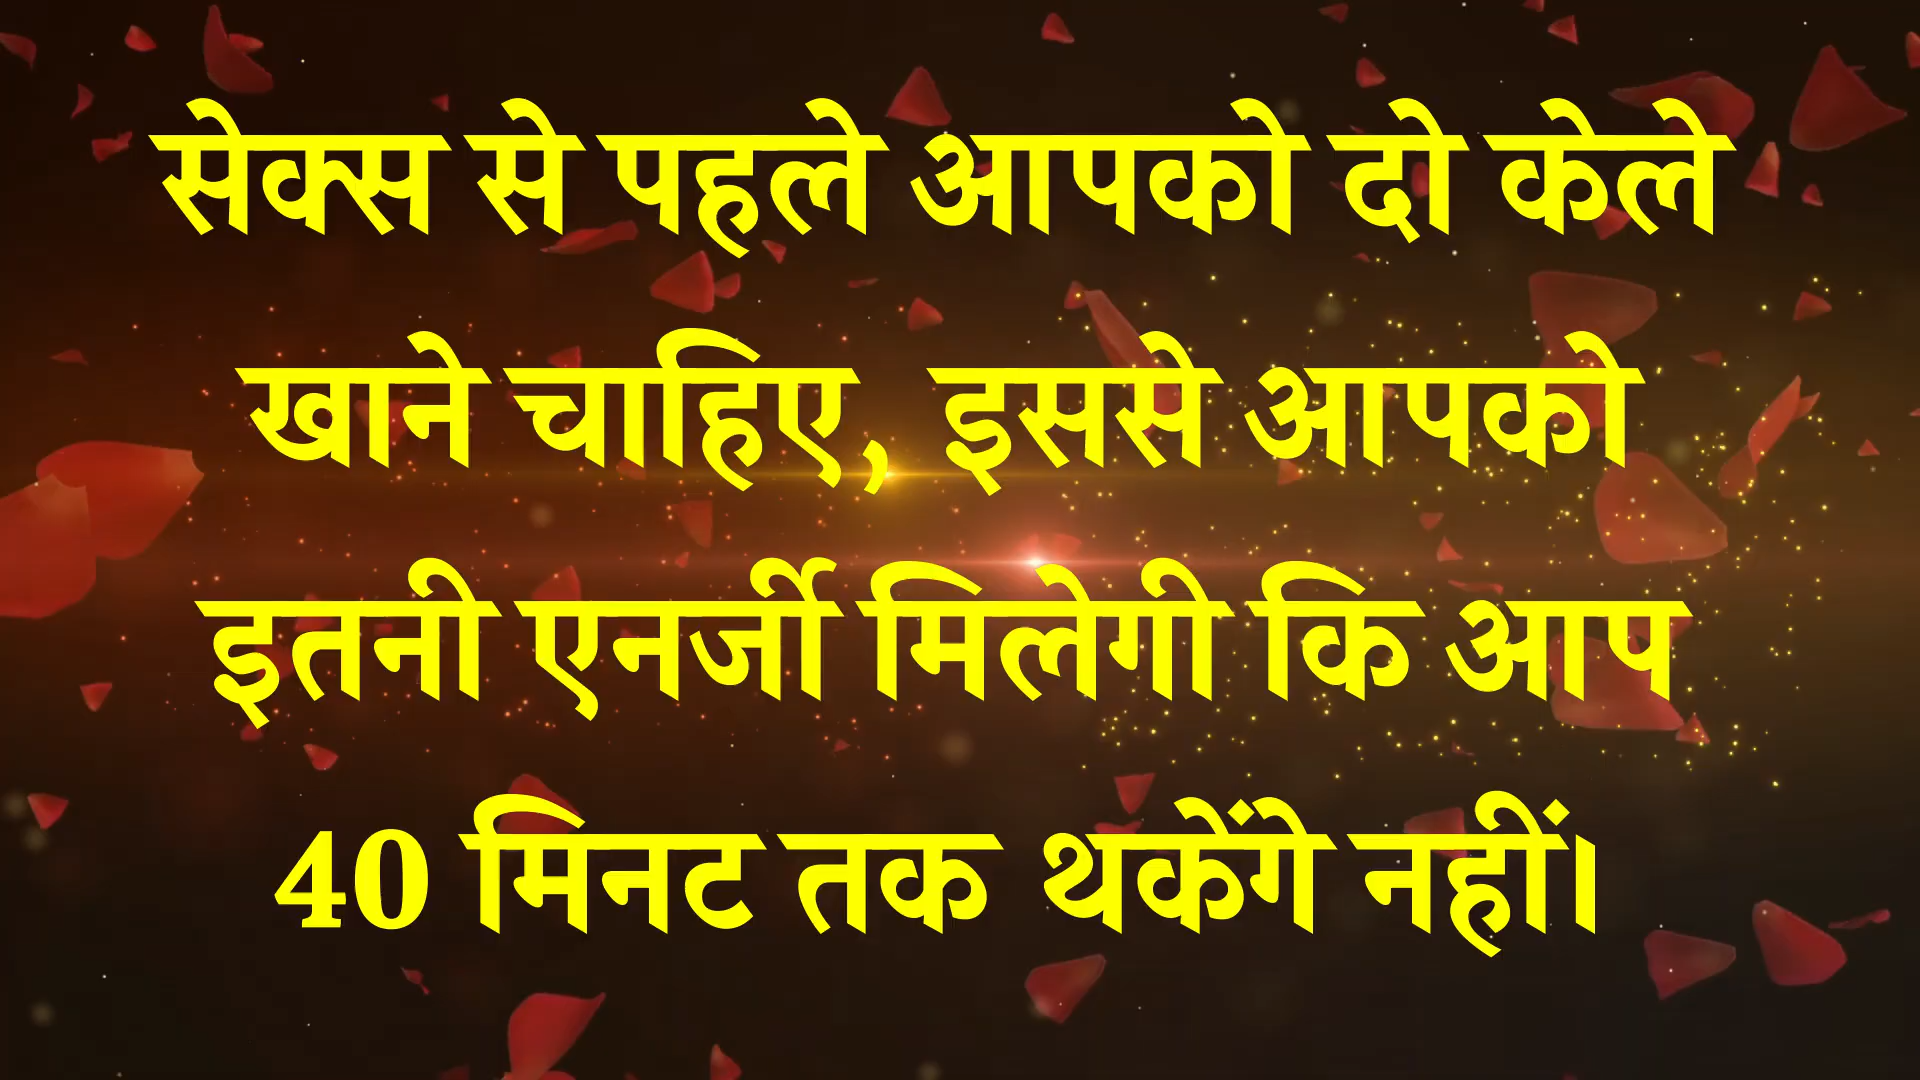 सेक्स से पहले आपको दो केले
खाने चाहिए, इससे आपको
इतनी एनर्जी मिलेगी कि आप
40 मिनट तक थकेंगे नहीं।